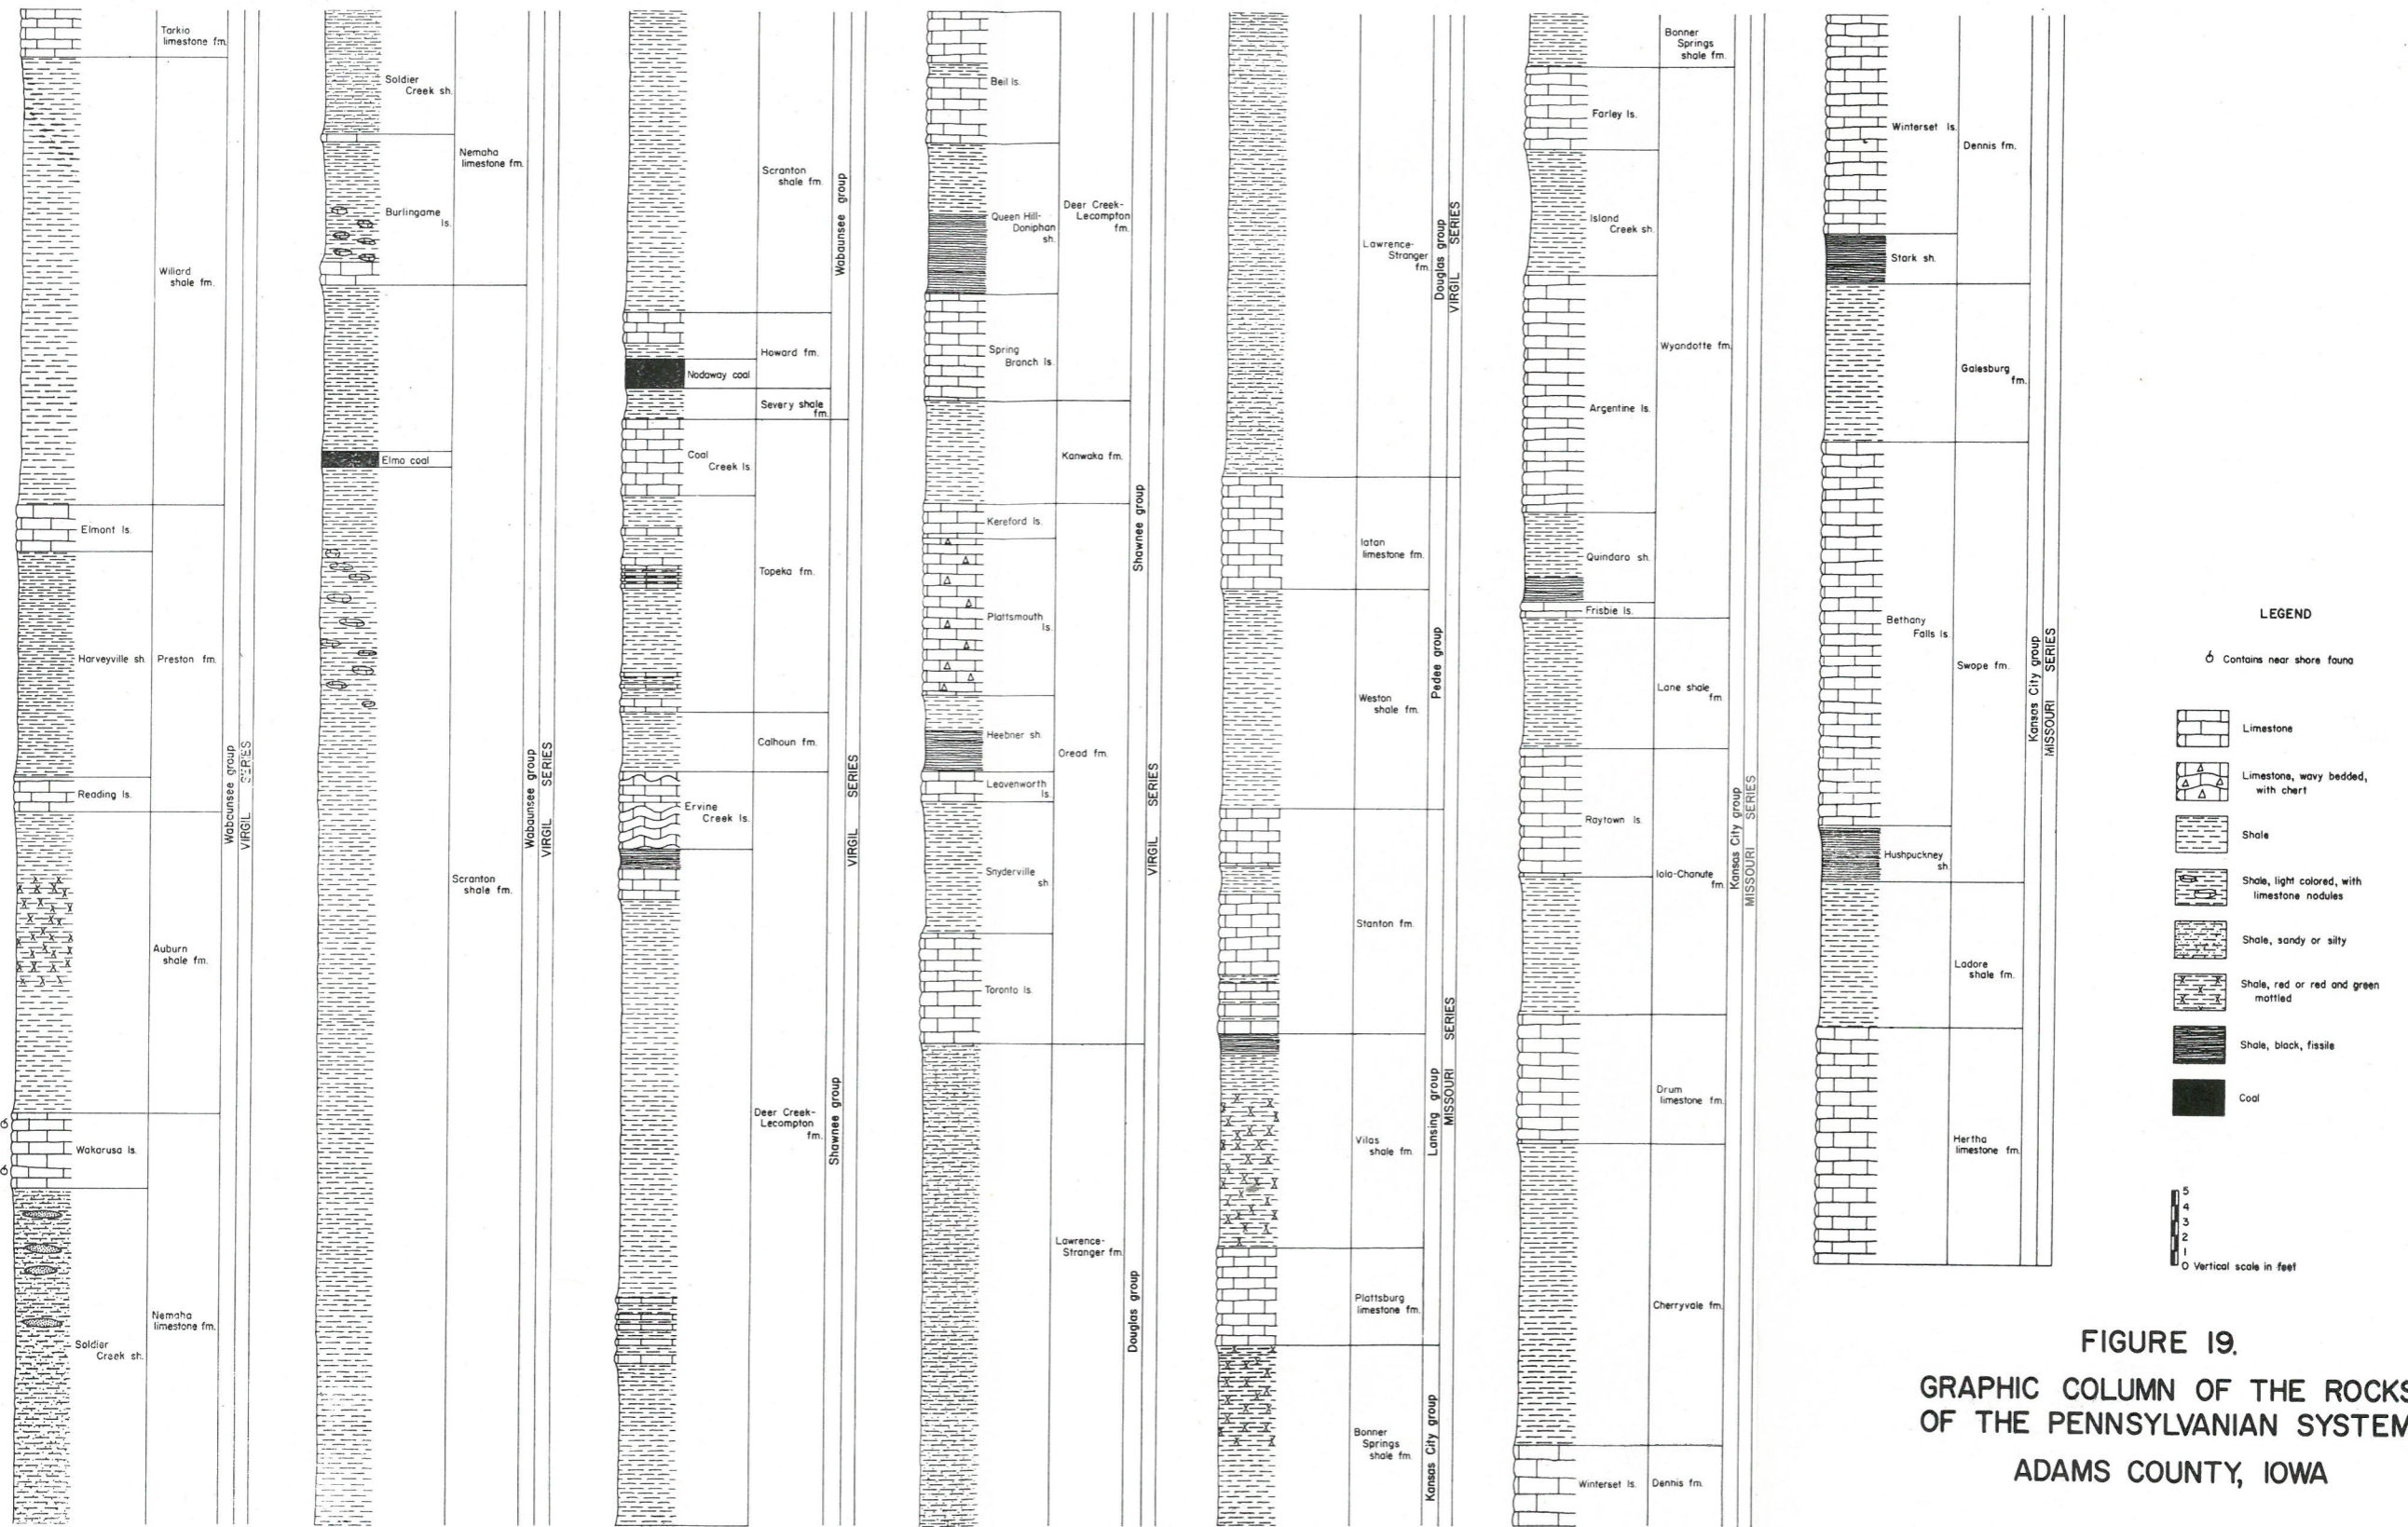 Tarkio
limestone fm.
Willard
shale fm.
Elmont ls.
Harveyville sh.
Preston fm.
Reading ls.
Auburn
shale fm.
Wakarusa ls.
Soldier
Creek sh.
Nemaha
limestone fm.
Wabaunsee group
VIRGIL SERIES
Soldier
Creek sh.
Nemaha
limestone fm.
Burlingame
ls.
Elmo coal
Scranton
shale fm.
Wabaunsee group
VIRGIL SERIES
Scranton
shale fm.
Wabaunsee group
Howard fm.
Nodaway coal
Severy shale
fm.
Coal
Creek ls.
Topeka fm.
Calhoun fm.
Ervine
Creek ls.
Deer Creek-
Lecompton
fm.
Shawnee group
VIRGIL SERIES
Beil ls.
Queen Hill-
Doniphan
sh.
Deer Creek-
Lecompton
fm.
Spring
Branch ls.
Kanwaka fm.
Kereford ls.
Plattsmouth
ls.
Heebner sh.
Oread fm.
Leavenworth
ls.
Snyderville
sh
Toronto ls.
Lawrence-
Stranger fm.
Shawnee group
Douglas group
VIRGIL SERIES
Lawrence-
Stranger
fm.
Douglas group
VIRGIL SERIES
Iatan
limestone fm.
Weston
shale fm.
Pedee group
Stanton fm.
Vilas
shale fm.
Plattsburg
limestone fm.
Lansing group
MISSOURI SERIES
Bonner
Springs
shale fm.
Kansas City group
Bonner
Springs
shale fm.
Farley ls.
Island
Creek sh.
Argentine ls.
Wyandotte fm.
Quindaro sh.
Frisbie ls.
Lane shale
fm.
Raytown ls.
Iola-Chanute
fm.
Drum
limestone fm.
Cherryvale fm.
Winterset ls.
Dennis fm.
Kansas City group
MISSOURI SERIES
Winterset ls.
Dennis fm.
Stark sh.
Galesburg
fm.
Bethany
Falls ls.
Swope fm.
Hushpuckney
sh.
Ladore
shale fm.
Hertha
limestone fm.
Kansas City group
MISSOURI SERIES
LEGEND
Contains near shore fauna
Limestone
Limestone, wavy bedded,
with chert
Shale
Shale, light colored, with
limestone nodules
Shale, sandy or silty
Shale, red or red and green
mottled
Shale, black, fissile
Coal
5
4
3
2
1
0 Vertical scale in feet
FIGURE 19.
GRAPHIC COLUMN OF THE ROCKS
OF THE PENNSYLVANIAN SYSTEM
ADAMS COUNTY, IOWA